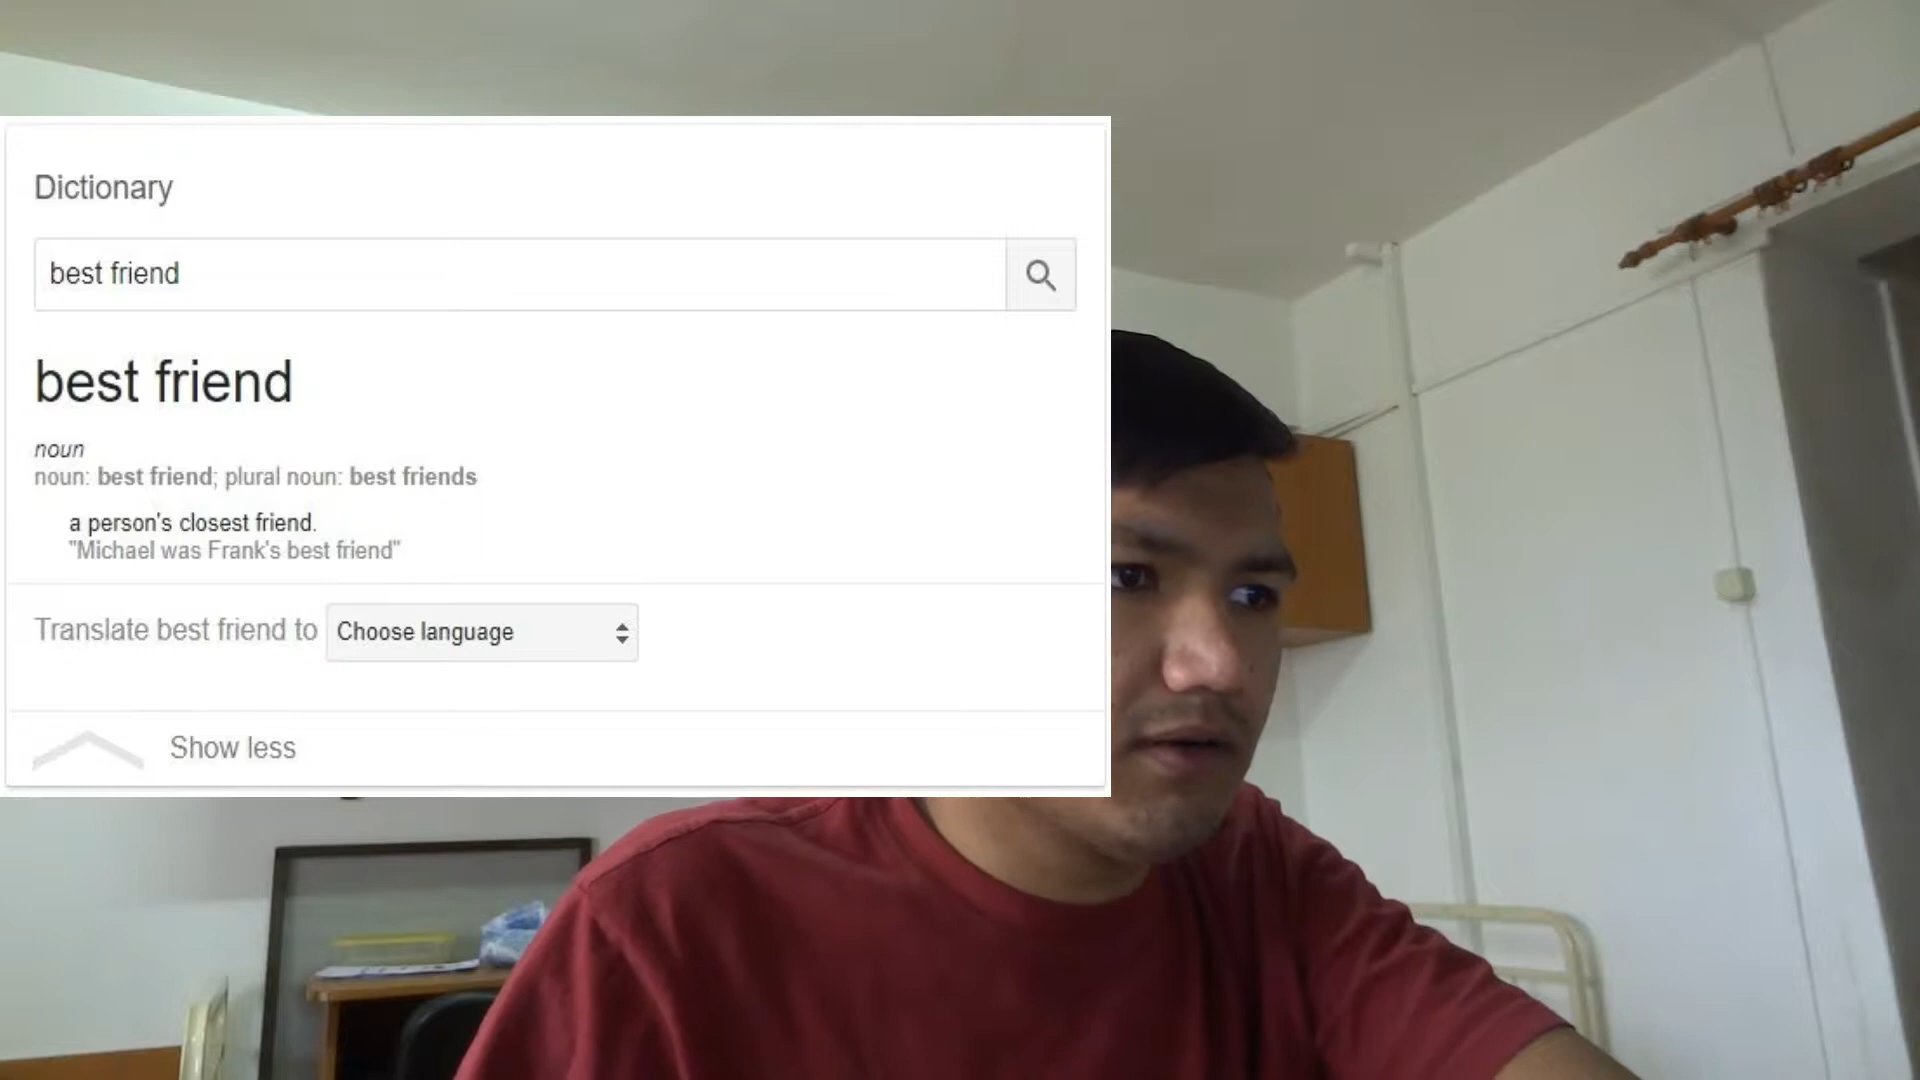 Dictionary
best friend
best friend
noun
noun: best friend; plural noun: best friends
a person's closest friend.
"Michael was Frank's best friend"
Translate best friend to Choose language
Show less